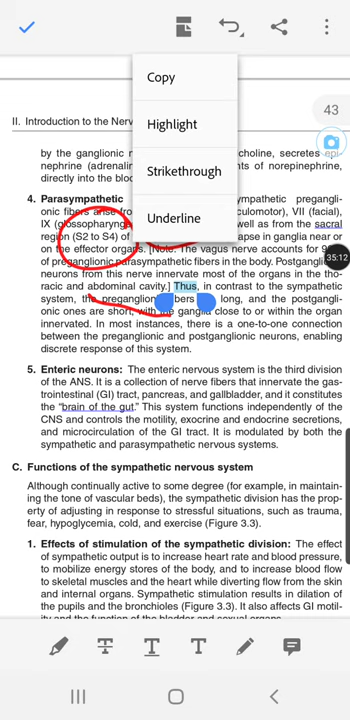 43
II. Introduction to the Nerv
Copy
Highlight
Strikethrough
Underline
by the ganglionic choline, secretes epi-
nephrine (adrenalin nts of norepinephrine,
directly into the bloo
4. Parasympathetic ympathetic pregangli-
onic fibers arise fro culomotor), VII (facial),
IX (glossopharyng well as from the sacral
region (S2 to S4) of apse in ganglia near or
on the effector organs. [Note: The vagus nerve accounts for 9
35:12
of preganglionic parasympathetic fibers in the body. Postgangli
neurons from this nerve innervate most of the organs in the tho-
racic and abdominal cavity.] Thus, in contrast to the sympathetic
system, the preganglion bers long, and the postgangli-
onic ones are short, with the ganglia close to or within the organ
innervated. In most instances, there is a one-to-one connection
between the preganglionic and postganglionic neurons, enabling
discrete response of this system.
5. Enteric neurons: The enteric nervous system is the third division
of the ANS. It is a collection of nerve fibers that innervate the gas-
trointestinal (GI) tract, pancreas, and gallbladder, and it constitutes
the “brain of the gut.” This system functions independently of the
CNS and controls the motility, exocrine and endocrine secretions,
and microcirculation of the GI tract. It is modulated by both the
sympathetic and parasympathetic nervous systems.
C. Functions of the sympathetic nervous system
Although continually active to some degree (for example, in maintain-
ing the tone of vascular beds), the sympathetic division has the prop-
erty of adjusting in response to stressful situations, such as trauma,
fear, hypoglycemia, cold, and exercise (Figure 3.3).
1. Effects of stimulation of the sympathetic division: The effect
of sympathetic output is to increase heart rate and blood pressure,
to mobilize energy stores of the body, and to increase blood flow
to skeletal muscles and the heart while diverting flow from the skin
and internal organs. Sympathetic stimulation results in dilation of
the pupils and the bronchioles (Figure 3.3). It also affects GI motil-
ity and the function of the bladder and sexual organs.